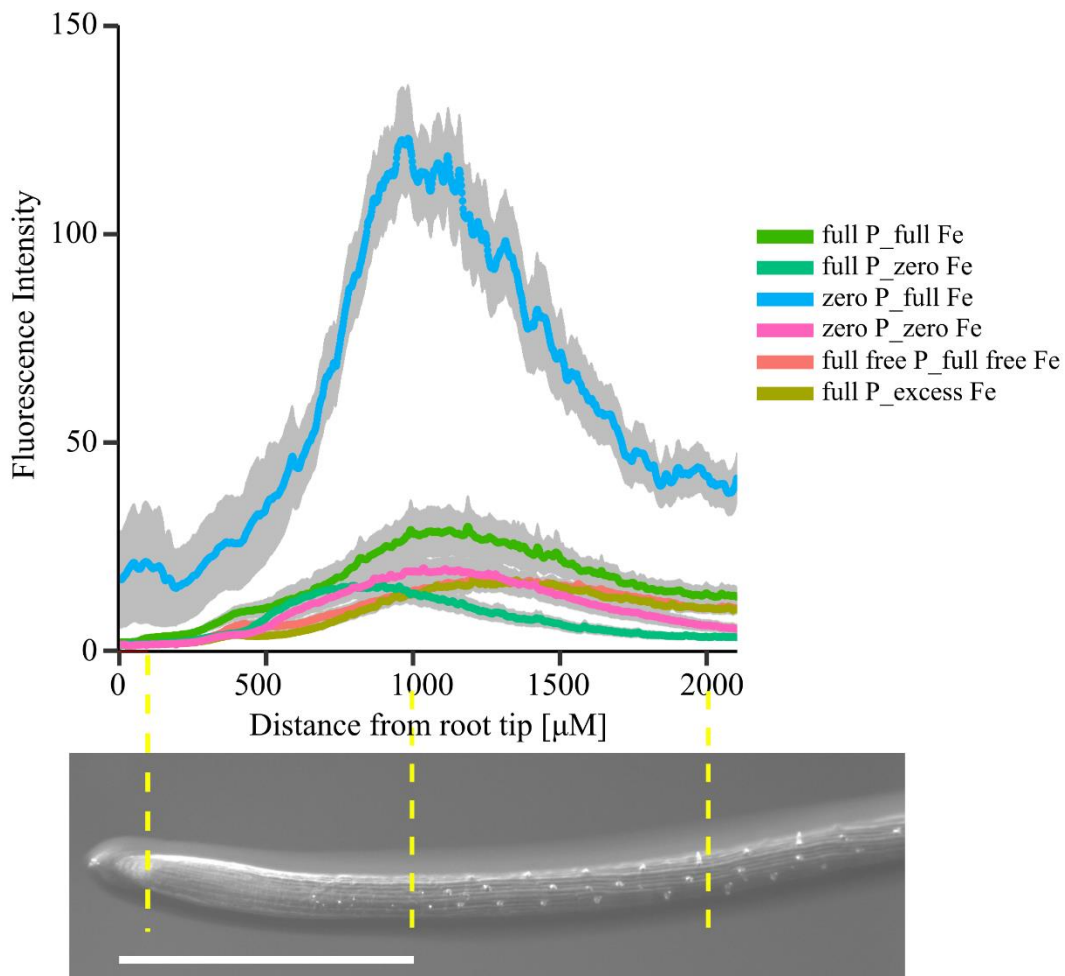 150
100
50
0
Fluorescence Intensity
full P_full Fe
full P_zero Fe
zero P_full Fe
zero P_zero Fe
full free P_full free Fe
full P_excess Fe
0 500 1000 1500 2000
Distance from root tip [μM]